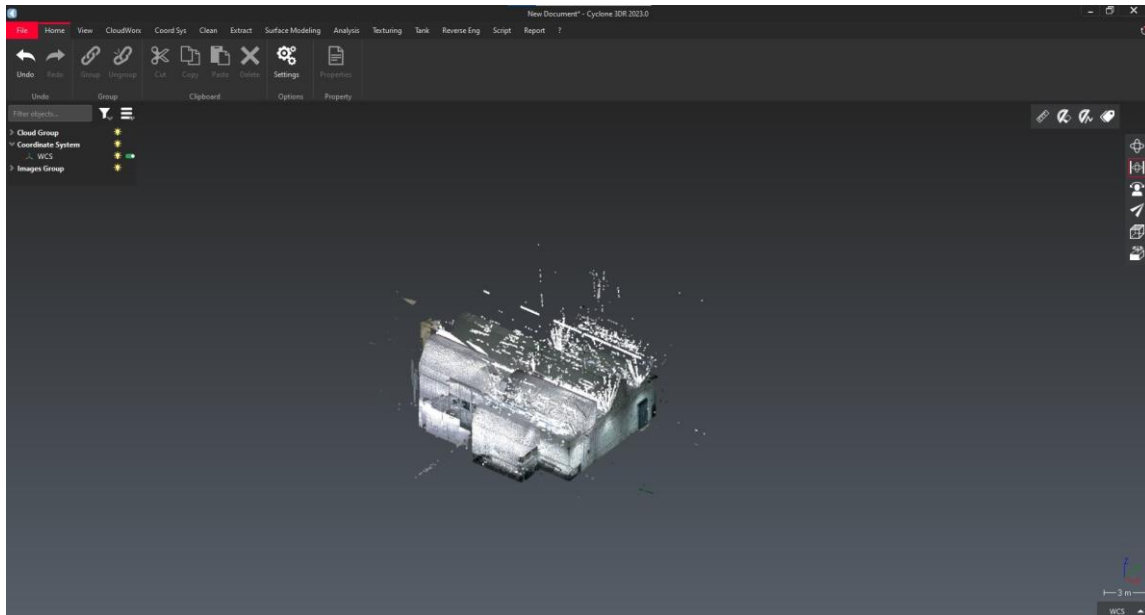 New Document* - Cyclone 3DR 2023.0
File Home View CloudWorx Coord Sys Clean Extract Surface Modeling Analysis Texturing Tank Reverse Eng Script Report ?
Undo Redo Group Ungroup Cut Copy Paste Delete Settings Properties
Undo Group Clipboard Options Property
Filter objects...
Cloud Group
Coordinate System
WCS
Images Group
Z
3 m
WCS